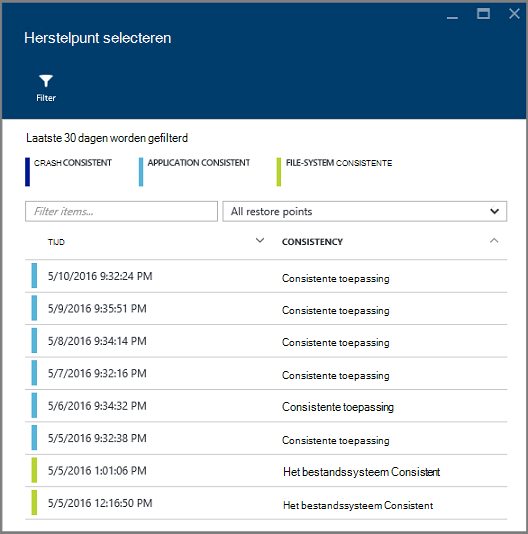 Herstelpunt selecteren
Filter
Laatste 30 dagen worden gefilterd
CRASH CONSISTENT APPLICATION CONSISTENT FILE-SYSTEM CONSISTENTE
Filter items... All restore points
TIJD CONSISTENCY
5/10/2016 9:32:24 PM Consistente toepassing
5/9/2016 9:35:51 PM Consistente toepassing
5/8/2016 9:34:14 PM Consistente toepassing
5/7/2016 9:32:16 PM Consistente toepassing
5/6/2016 9:34:32 PM Consistente toepassing
5/5/2016 9:32:38 PM Consistente toepassing
5/5/2016 1:01:06 PM Het bestandssysteem Consistent
5/5/2016 12:16:50 PM Het bestandssysteem Consistent